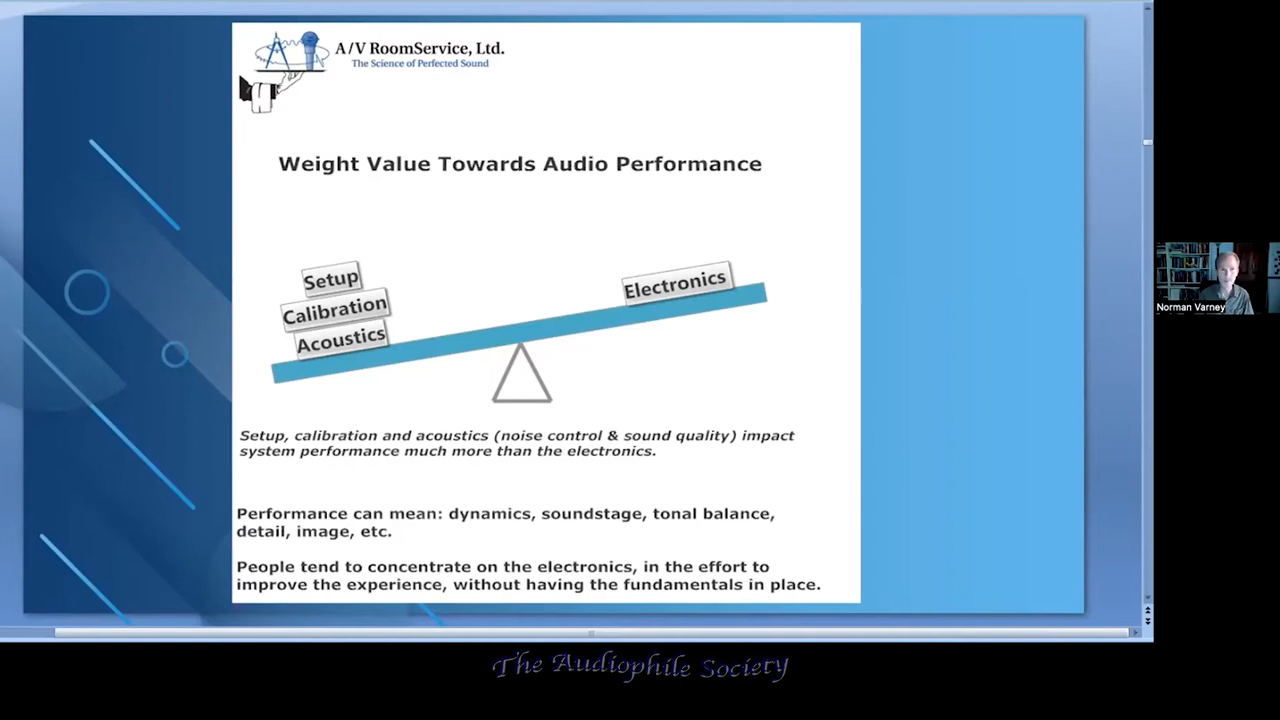 A/V RoomService, Ltd.
The Science of Perfected Sound
Weight Value Towards Audio Performance
Setup
Calibration
Acoustics
Electronics
Setup, calibration and acoustics (noise control & sound quality) impact
system performance much more than the electronics.
Performance can mean: dynamics, soundstage, tonal balance,
detail, image, etc.
People tend to concentrate on the electronics, in the effort to
improve the experience, without having the fundamentals in place.
Norman Varney
The Audiophile Society